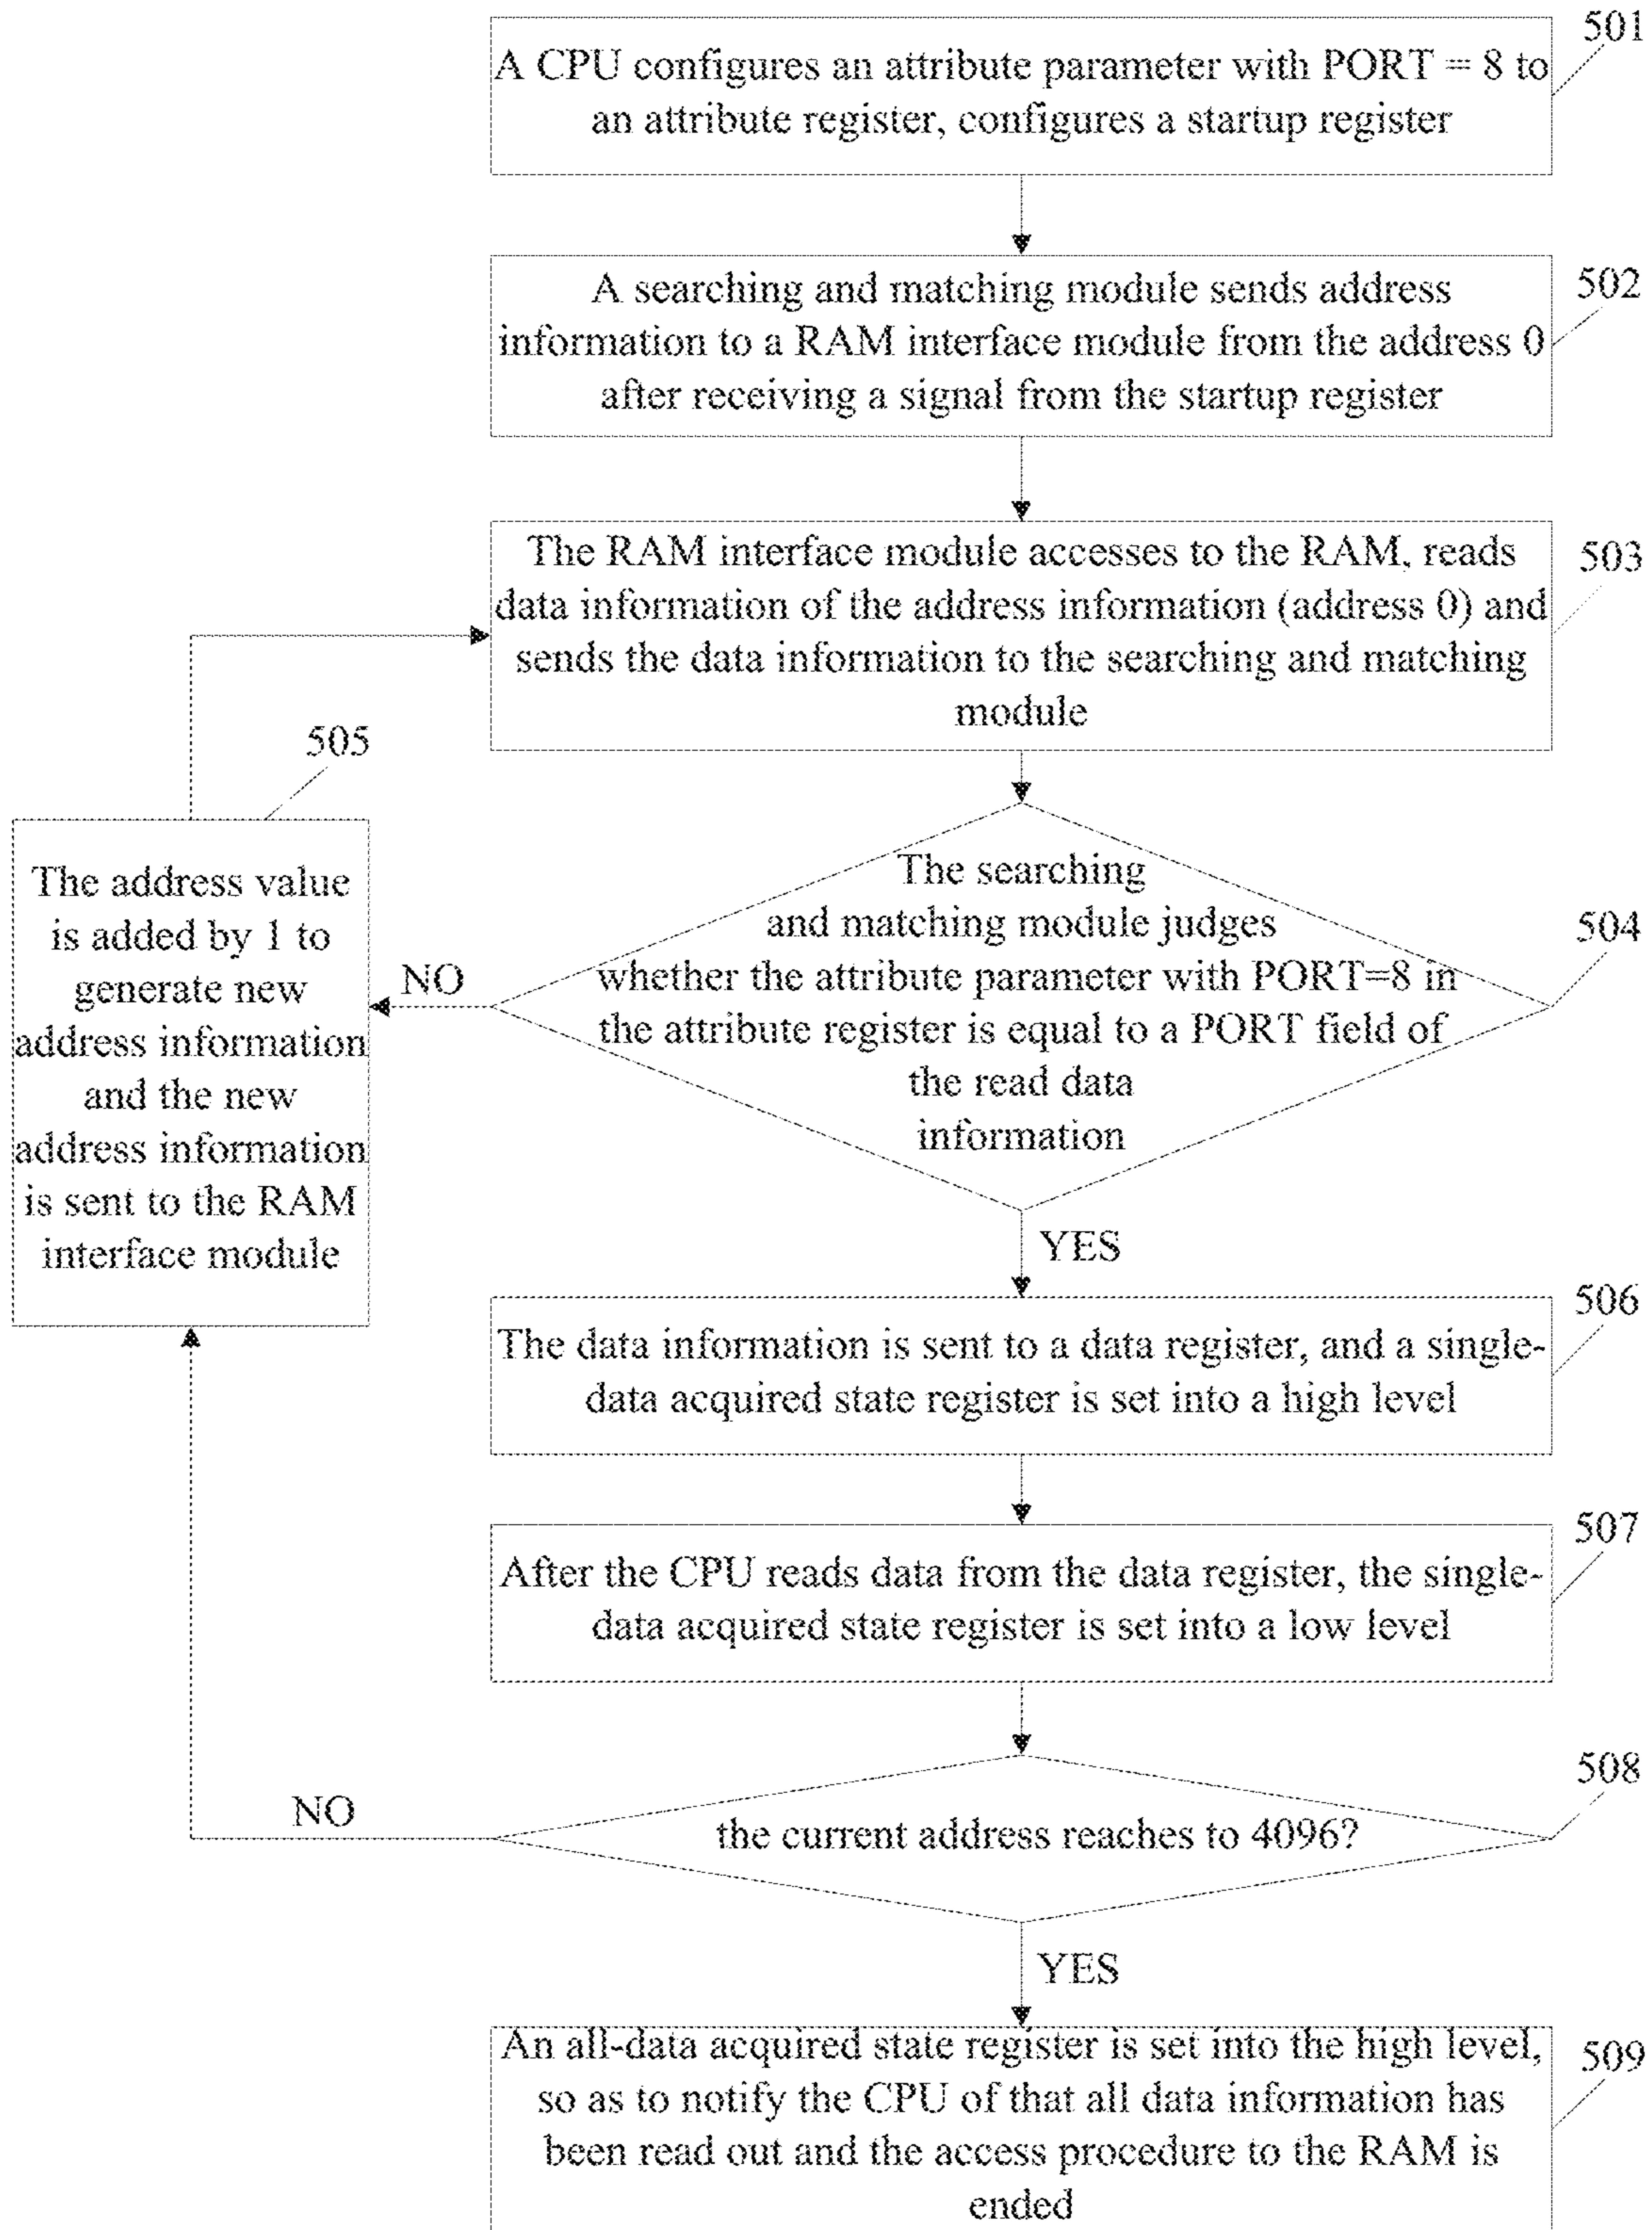 501
A CPU configures an attribute parameter with PORT = 8 to
an attribute register, configures a startup register
502
A searching and matching module sends address
information to a RAM interface module from the address 0
after receiving a signal from the startup register
503
The RAM interface module accesses to the RAM, reads
data information of the address information (address 0) and
sends the data information to the searching and matching
module
505
The address value
is added by 1 to
generate new
address information
and the new
address information
is sent to the RAM
interface module
504
The searching
and matching module judges
whether the attribute parameter with PORT=8 in
the attribute register is equal to a PORT field of
the read data
information
NO
YES
506
The data information is sent to a data register, and a single-
data acquired state register is set into a high level
507
After the CPU reads data from the data register, the single-
data acquired state register is set into a low level
508
the current address reaches to 4096?
NO
YES
509
An all-data acquired state register is set into the high level,
so as to notify the CPU of that all data information has
been read out and the access procedure to the RAM is
ended